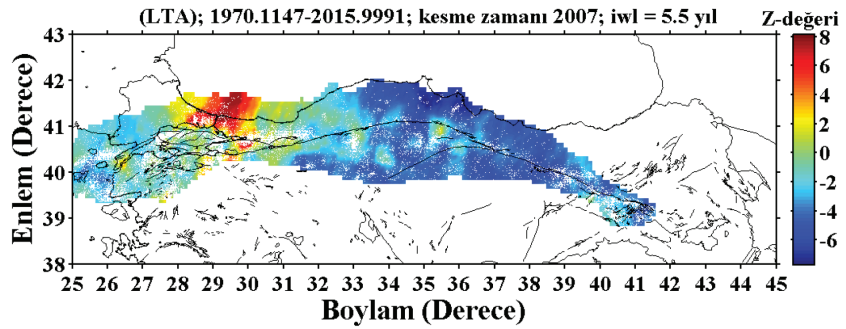 (LTA); 1970.1147-2015.9991; kesme zamanı 2007; iwl = 5.5 yıl
Z-değeri
43
42
41
40
39
38
Enlem (Derece)
25 26 27 28 29 30 31 32 33 34 35 36 37 38 39 40 41 42 43 44 45
Boylam (Derece)
8
6
4
2
0
-2
-4
-6